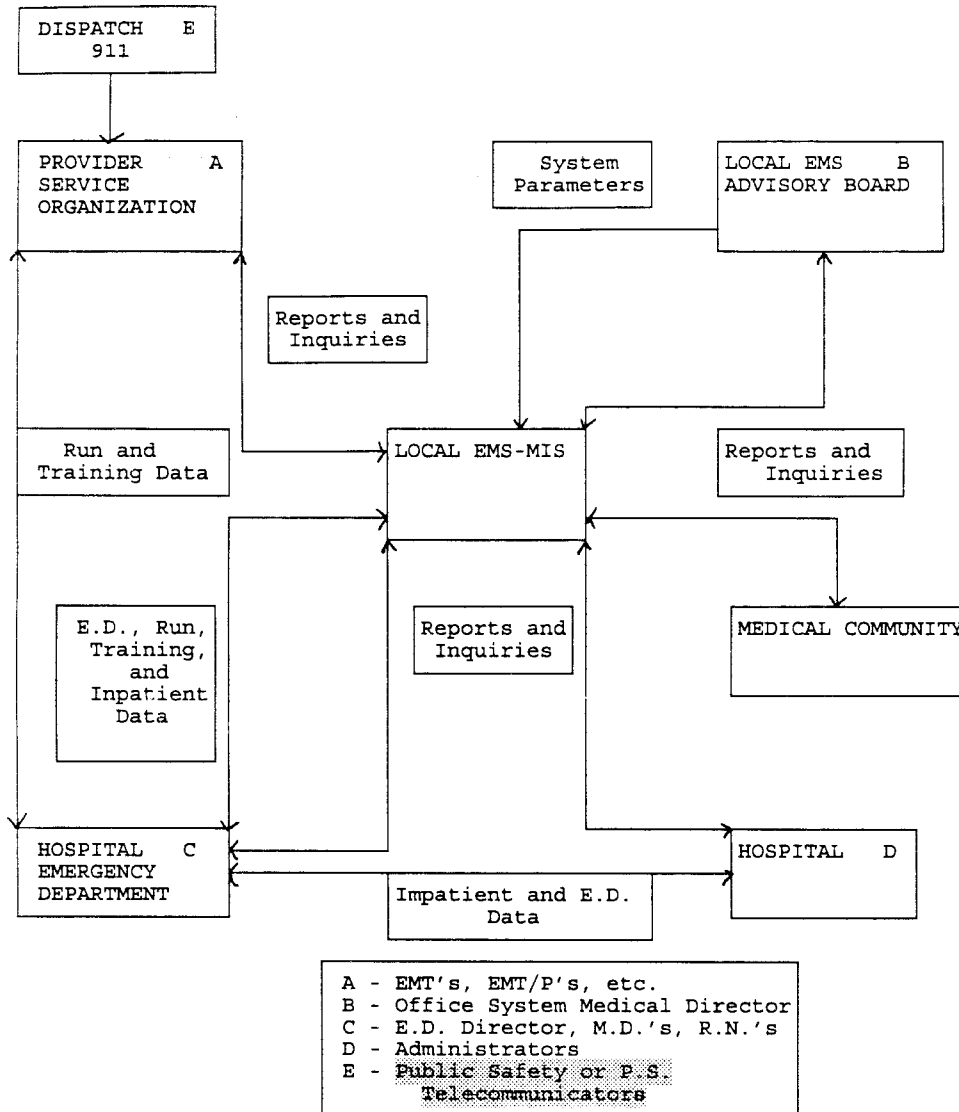 DISPATCH E
911
PROVIDER A
SERVICE
ORGANIZATION
System
Parameters
LOCAL EMS B
ADVISORY BOARD
Reports and
Inquiries
Run and
Training Data
LOCAL EMS-MIS
Reports and
Inquiries
E.D., Run,
Training,
and
Inpatient
Data
Reports and
Inquiries
MEDICAL COMMUNITY
HOSPITAL C
EMERGENCY
DEPARTMENT
HOSPITAL D
Impatient and E.D.
Data
A - EMT's, EMT/P's, etc.
B - Office System Medical Director
C - E.D. Director, M.D.'s, R.N.'s
D - Administrators
E - Public Safety or P.S.
Telecommunicators